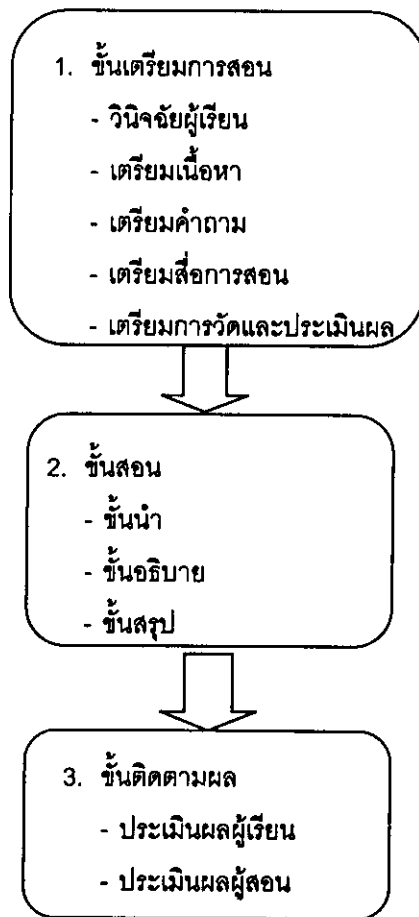 1. ขั้นเตรียมการสอน
- วินิจฉัยผู้เรียน
- เตรียมเนื้อหา
- เตรียมคำถาม
- เตรียมสื่อการสอน
- เตรียมการวัดและประเมินผล
2. ขั้นสอน
- ขั้นนำ
- ขั้นอธิบาย
- ขั้นสรุป
3. ขั้นติดตามผล
- ประเมินผลผู้เรียน
- ประเมินผลผู้สอน